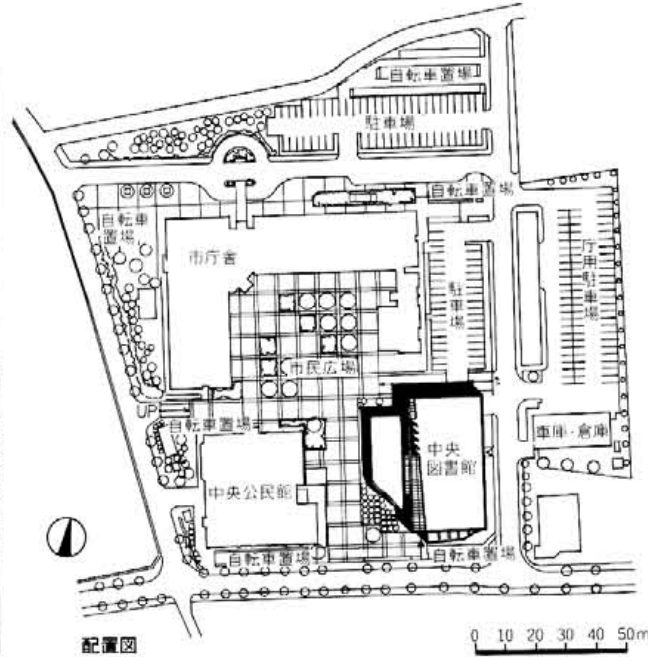 自転車置場
駐車場
自転車置場
自転車
置場
市庁舎
駐車場
庁用駐車場
市民広場
UP
自転車置場
中央
図書館
車庫・倉庫
中央公民館
自転車置場
自転車置場
配置図
0 10 20 30 40 50m